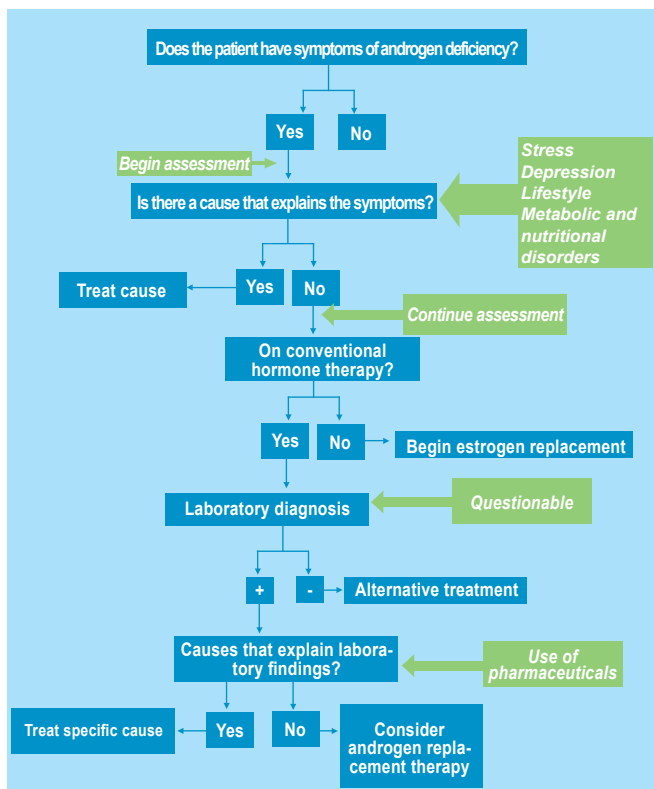 Does the patient have symptoms of androgen deficiency?
Yes
No
Begin assessment
Stress
Depression
Lifestyle
Metabolic and
nutritional
disorders
Is there a cause that explains the symptoms?
Treat cause
Yes
No
Continue assessment
On conventional
hormone therapy?
Yes
No
Begin estrogen replacement
Laboratory diagnosis
Questionable
+
-
Alternative treatment
Causes that explain labora-
tory findings?
Use of
pharmaceuticals
Treat specific cause
Yes
No
Consider
androgen repla-
cement therapy